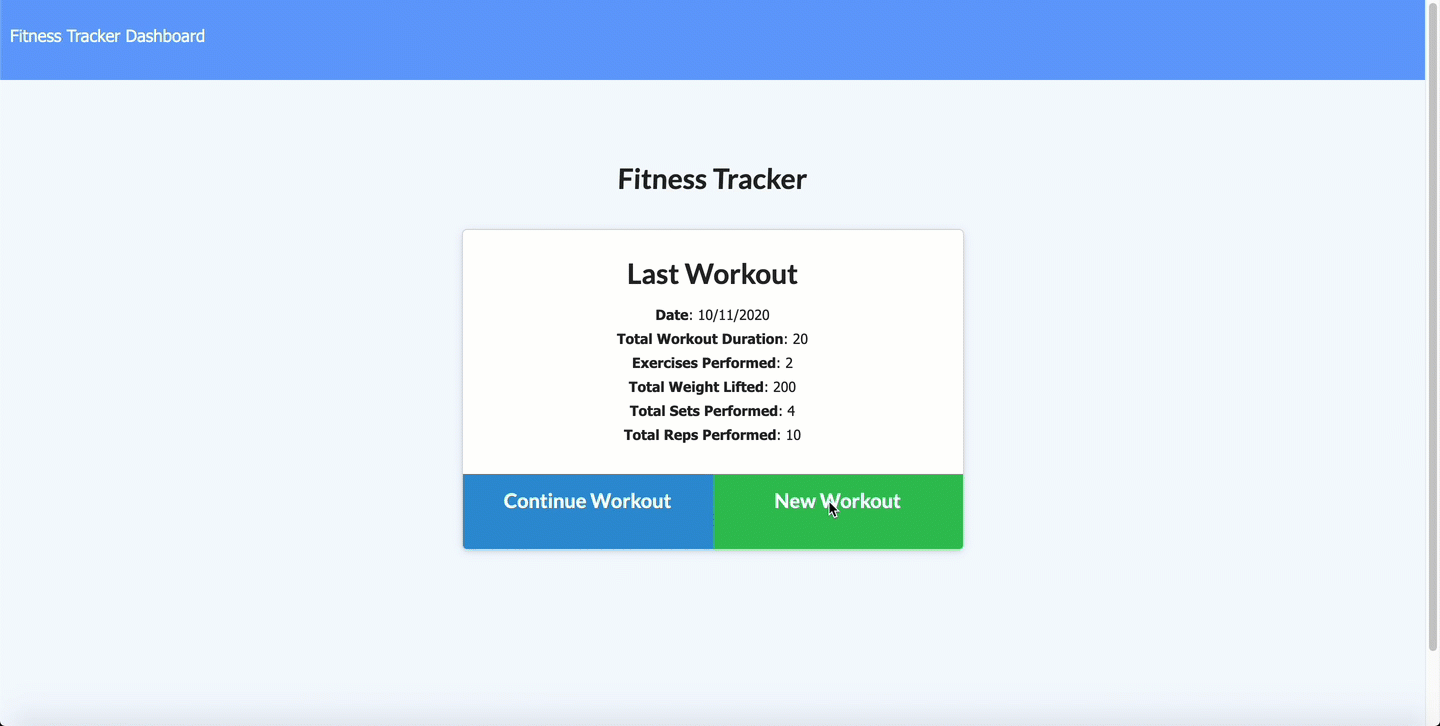 Fitness Tracker Dashboard
Fitness Tracker
Last Workout
Date: 10/11/2020
Total Workout Duration: 20
Exercises Performed: 2
Total Weight Lifted: 200
Total Sets Performed: 4
Total Reps Performed: 10
Continue Workout New Workout